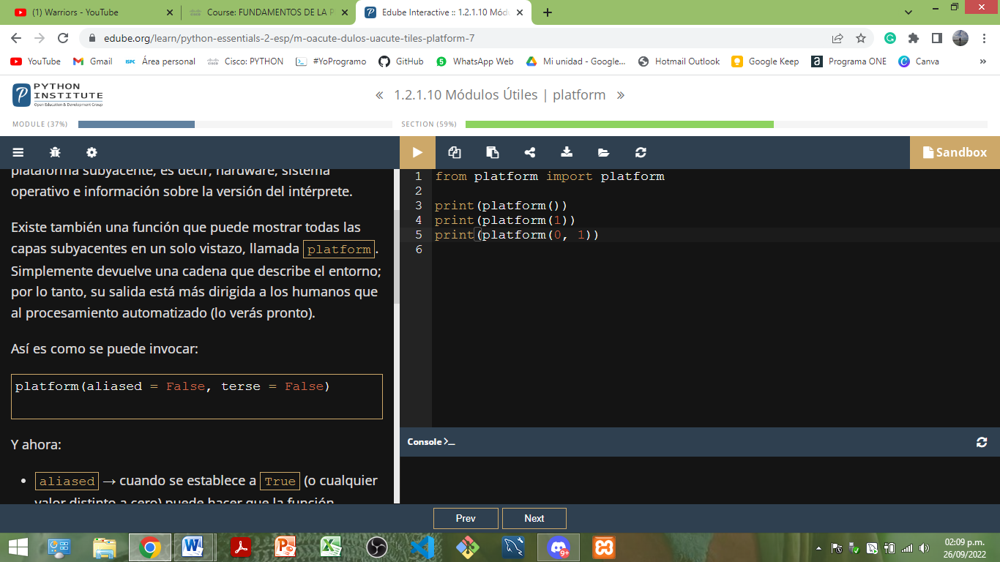 (1) Warriors - YouTube
Course: FUNDAMENTOS DE LA P
Edube Interactive :: 1.2.1.10 Módu
edube.org/learn/python-essentials-2-esp/m-oacute-dulos-uacute-tiles-platform-7
YouTube
Gmail
ISPC Área personal
Cisco: PYTHON
#YoProgramo
GitHub
5 WhatsApp Web
Mi unidad - Google...
Hotmail Outlook
Google Keep
a Programa ONE
Canva
PYTHON
INSTITUTE
Open Education & Development Group
« 1.2.1.10 Módulos Útiles | platform »
MODULE (37%)
SECTION (59%)
Sandbox
plataforma subyacente, es decir, hardware, sistema
operativo e información sobre la versión del intérprete.
Existe también una función que puede mostrar todas las
capas subyacentes en un solo vistazo, llamada platform.
Simplemente devuelve una cadena que describe el entorno;
por lo tanto, su salida está más dirigida a los humanos que
al procesamiento automatizado (lo verás pronto).
Así es como se puede invocar:
platform(aliased = False, terse = False)
Y ahora:
• aliased → cuando se establece a True (o cualquier
valor distinto a cero) puede hacer que la función
1 from platform import platform
2
3 print(platform())
4 print(platform(1))
5 print(platform(0, 1))
6
Console
Prev
Next
9+
02:09 p.m.
26/09/2022